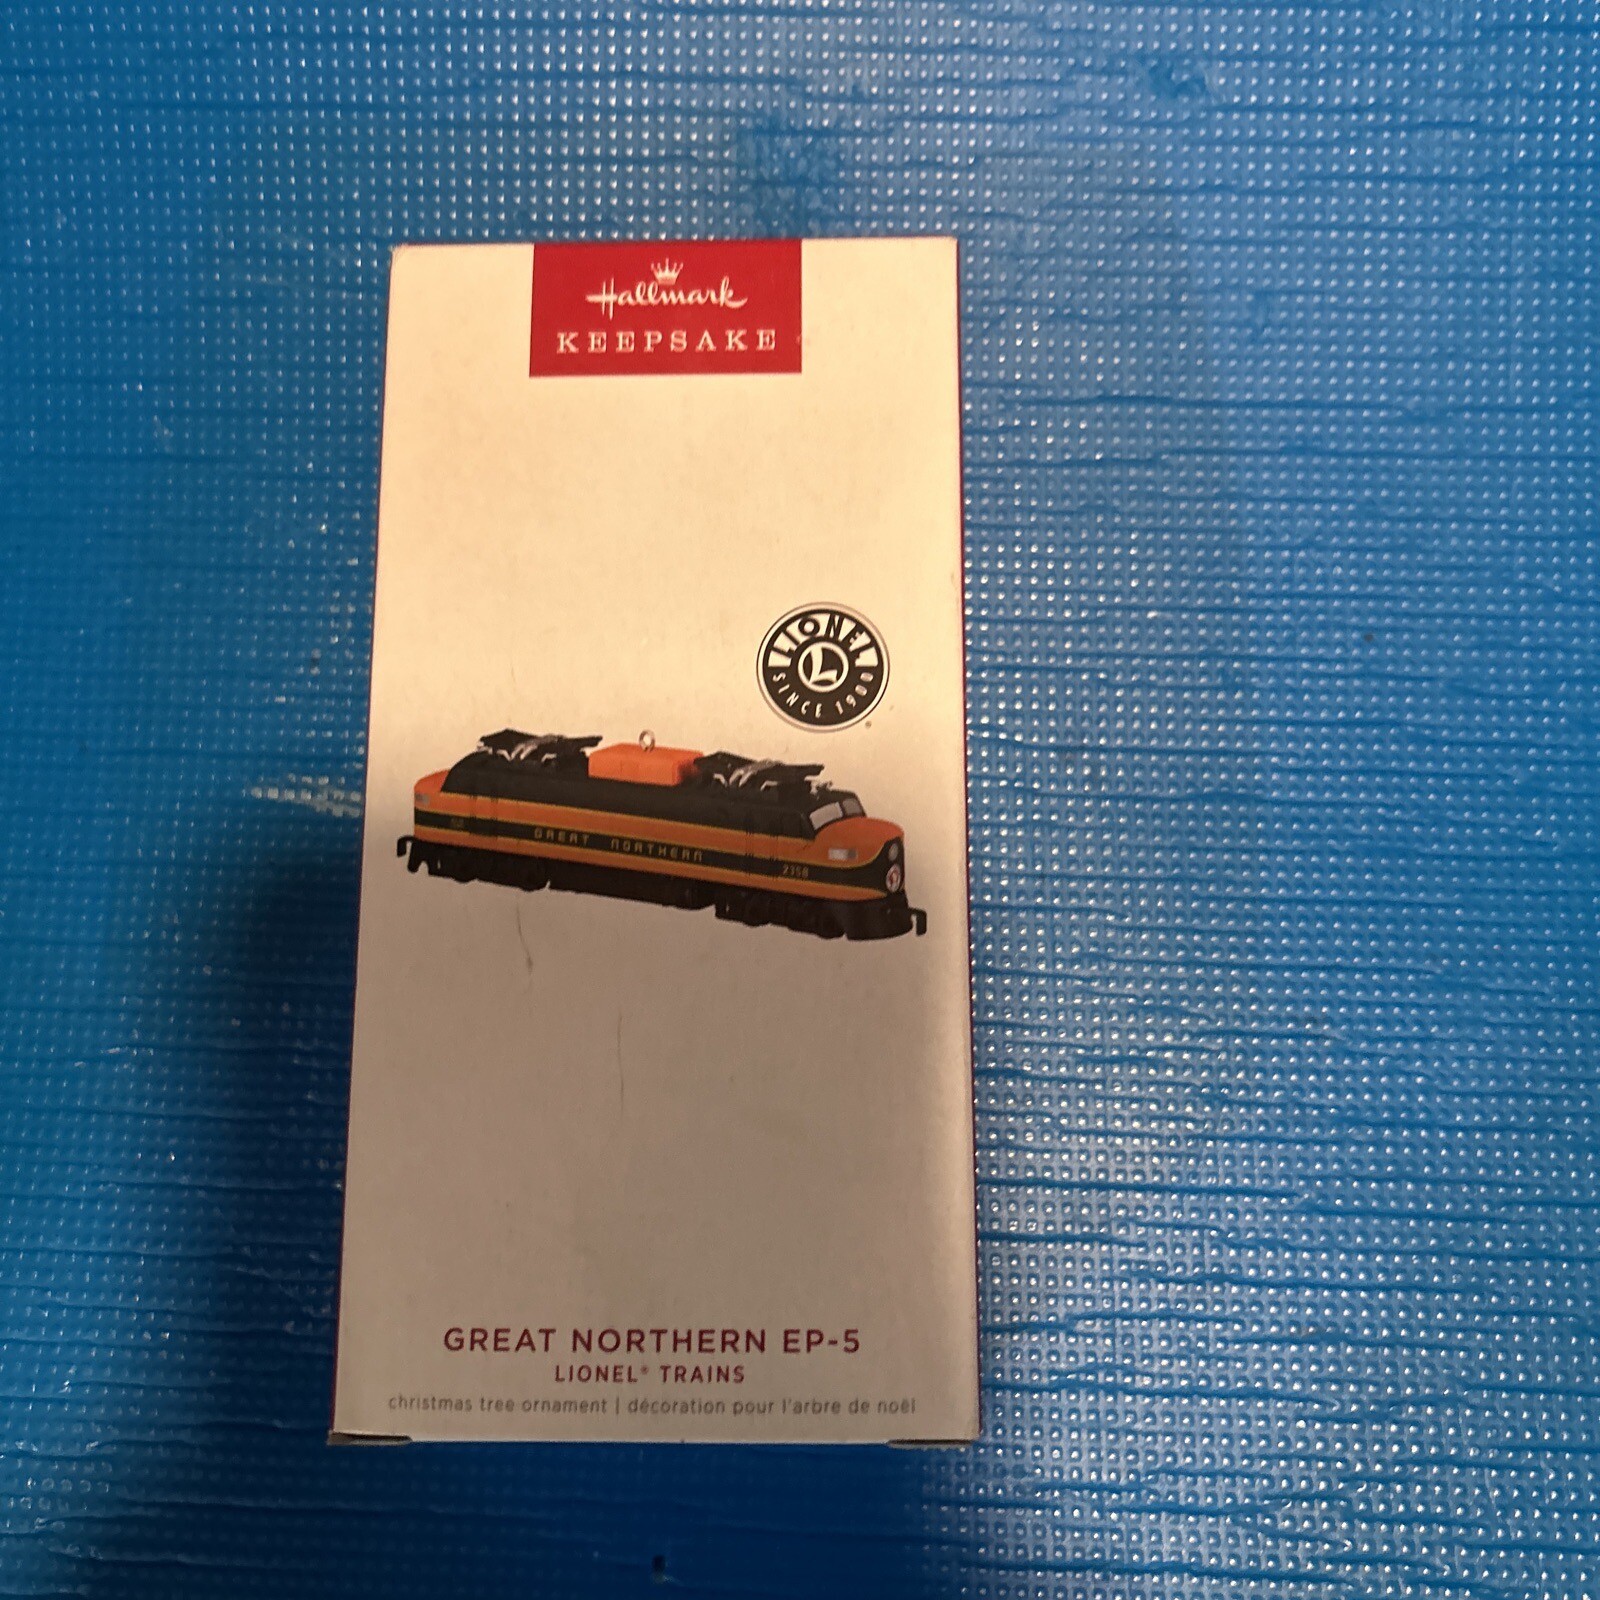 Hallmark
KEEPSAKE
LIONEL
L
SINCE 1900
GREAT NORTHERN
2358
GREAT NORTHERN EP-5
LIONEL® TRAINS
christmas tree ornament | décoration pour l'arbre de noël